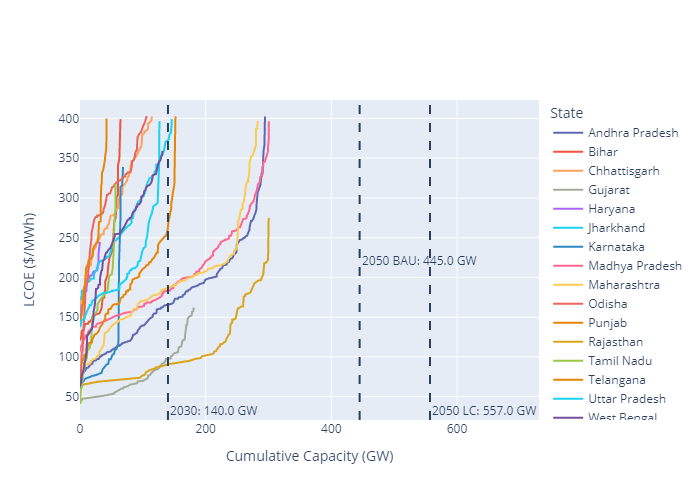 State
Andhra Pradesh
Bihar
Chhattisgarh
Gujarat
Haryana
Jharkhand
Karnataka
Madhya Pradesh
Maharashtra
Odisha
Punjab
Rajasthan
Tamil Nadu
Telangana
Uttar Pradesh
West Bengal
LCOE ($/MWh)
400
350
300
250
200
150
100
50
2050 BAU: 445.0 GW
2030: 140.0 GW
2050 LC: 557.0 GW
0
200
400
600
Cumulative Capacity (GW)